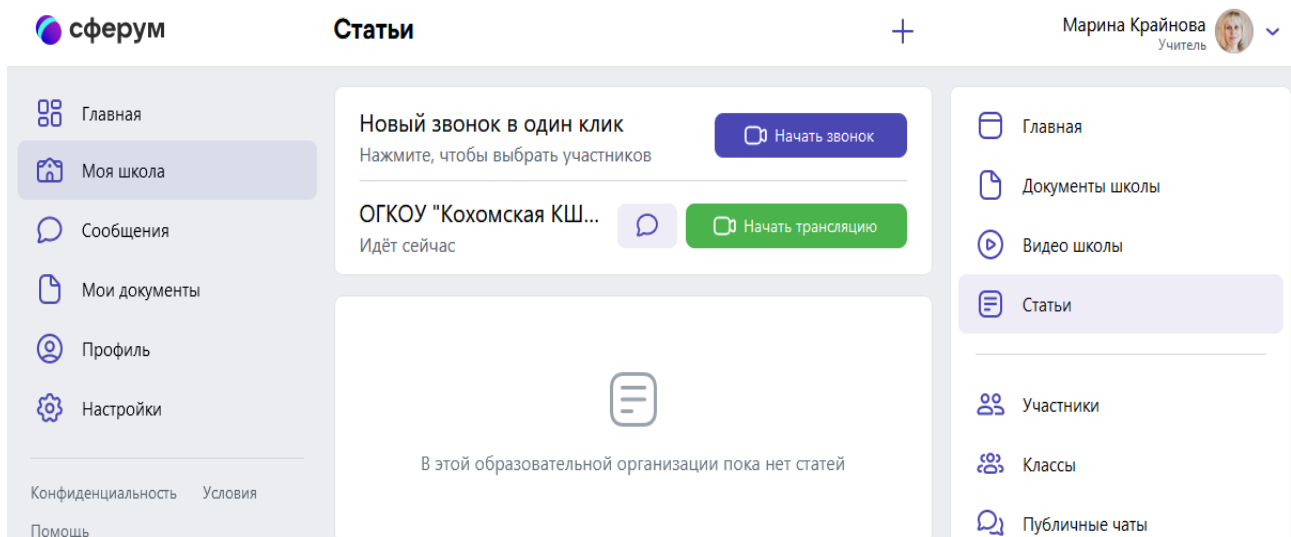 сферум
Статьи
Марина Крайнова
Учитель
Главная
Моя школа
Сообщения
Мои документы
Профиль
Настройки
Конфиденциальность Условия
Помощь
Новый звонок в один клик
Нажмите, чтобы выбрать участников
Начать звонок
ОГКОУ "Кохомская КШ...
Идёт сейчас
Начать трансляцию
В этой образовательной организации пока нет статей
Главная
Документы школы
Видео школы
Статьи
Участники
Классы
Публичные чаты